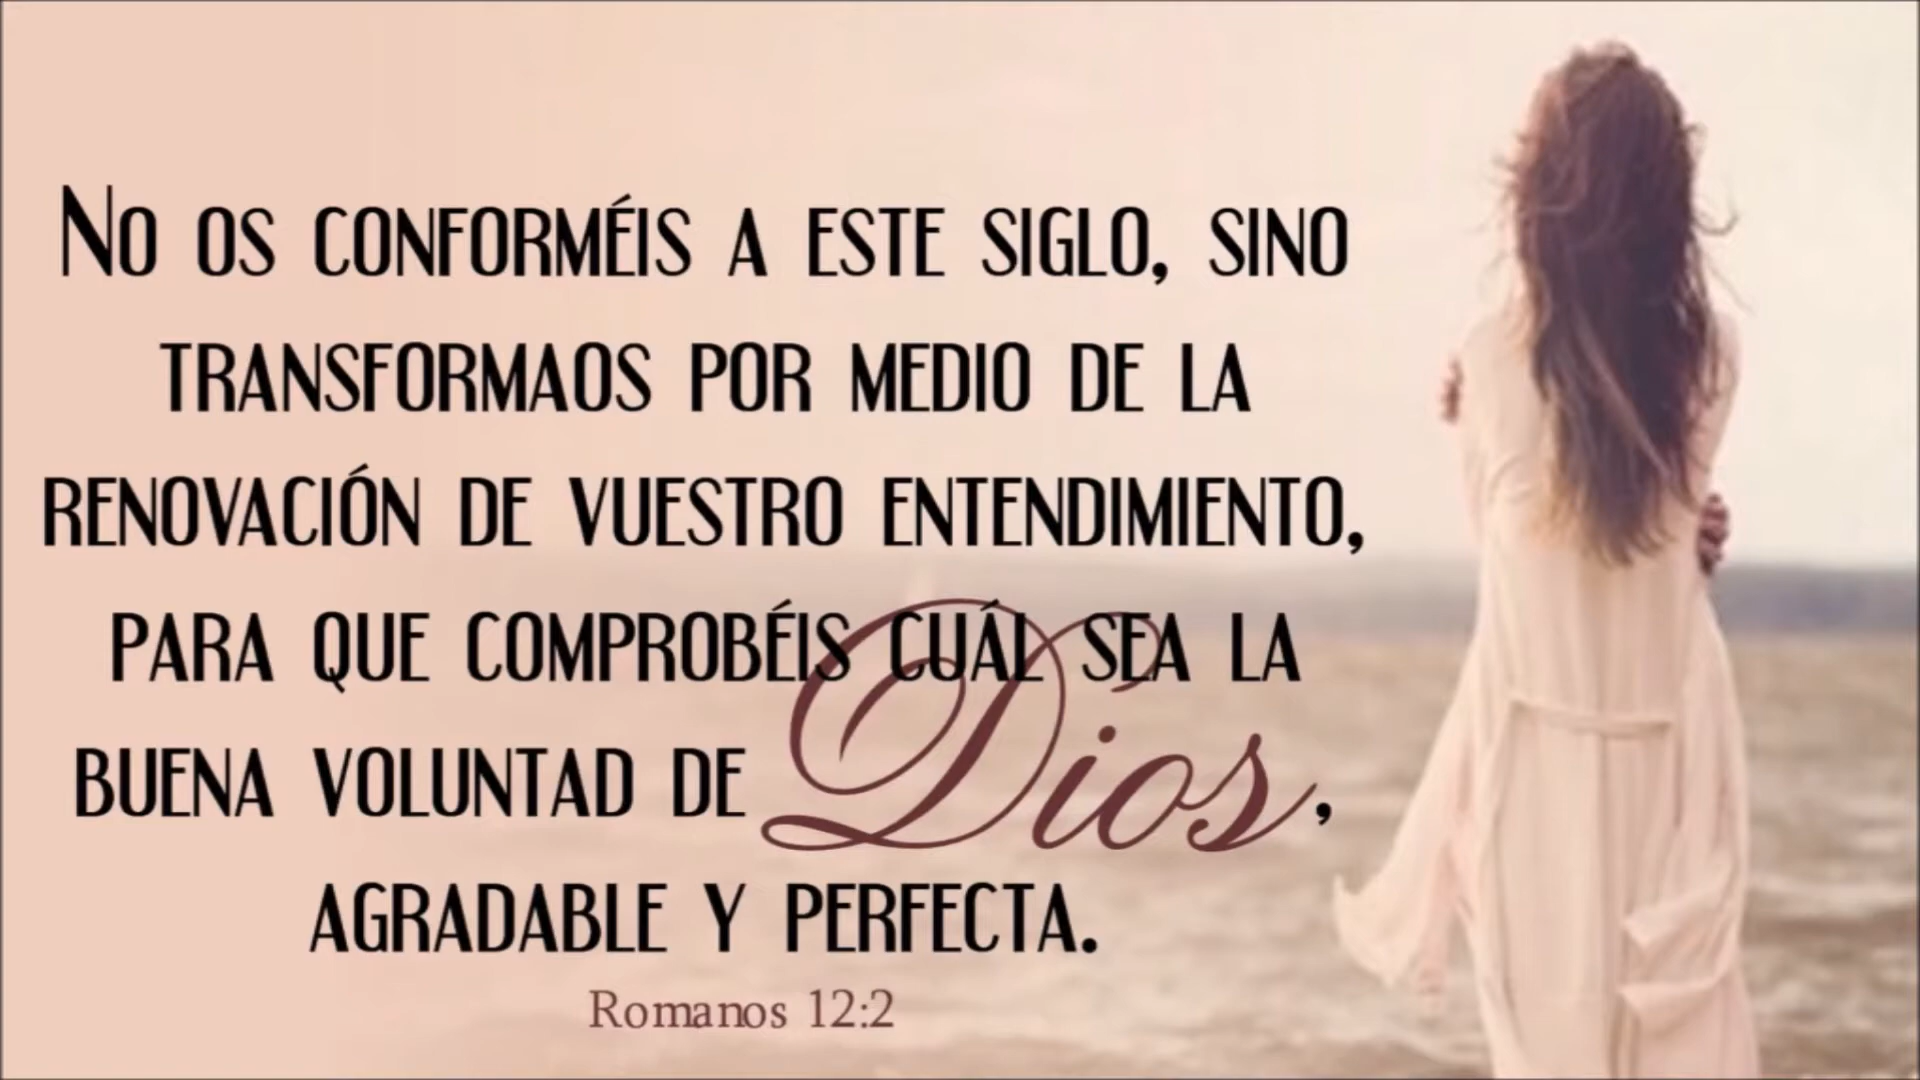 No os conforméis a este siglo, sino
transformaos por medio de la
renovación de vuestro entendimiento,
para que comprobéis cuál sea la
buena voluntad de Dios,
agradable y perfecta.
Romanos 12:2